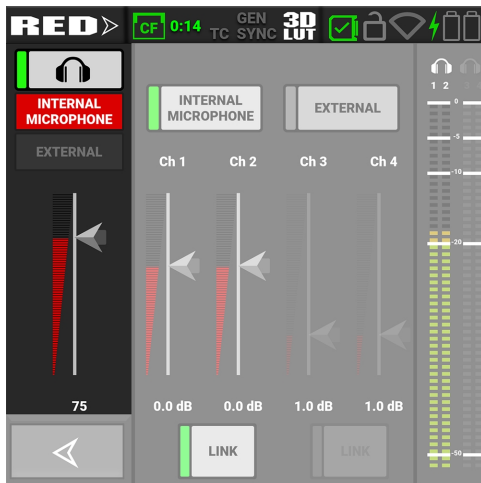 RED
CF 0:14 GEN
TC SYNC 3D
LUT
INTERNAL
MICROPHONE
EXTERNAL
75
INTERNAL
MICROPHONE
EXTERNAL
Ch 1 Ch 2 Ch 3 Ch 4
0.0 dB 0.0 dB 1.0 dB 1.0 dB
LINK LINK
1 2
0
-5
-10
-20
-50